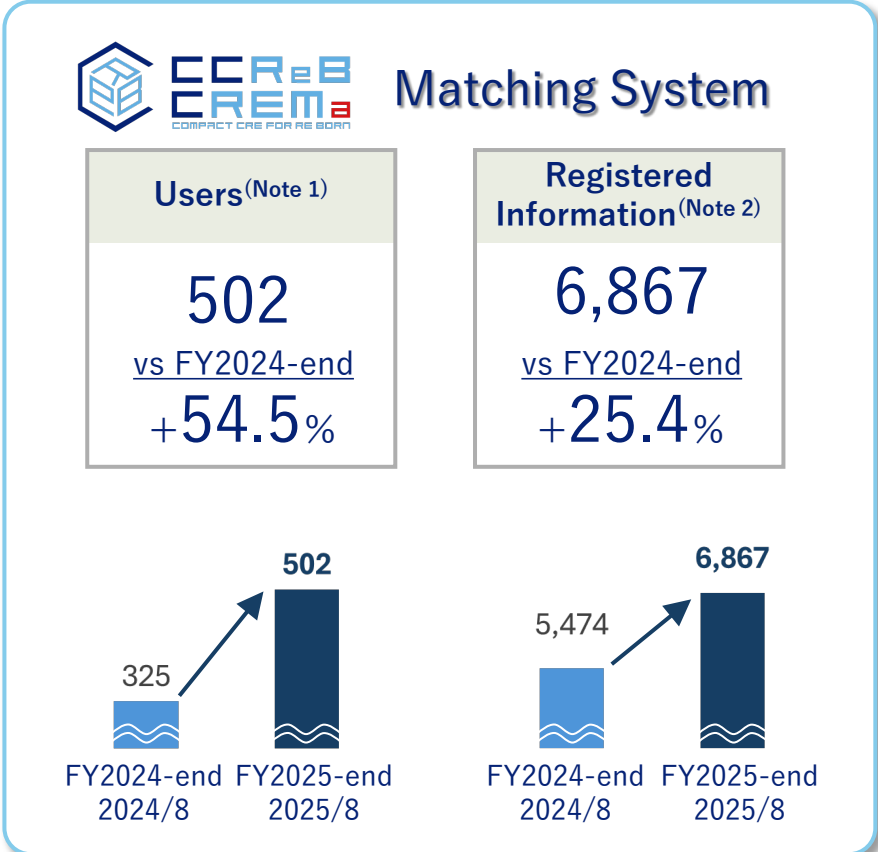 CCReB
CREMa
COMPACT CRE FOR RE BORN
Matching System
Users(Note 1)
502
vs FY2024-end
+54.5%
Registered
Information(Note 2)
6,867
vs FY2024-end
+25.4%
325
502
FY2024-end
2024/8
FY2025-end
2025/8
5,474
6,867
FY2024-end
2024/8
FY2025-end
2025/8